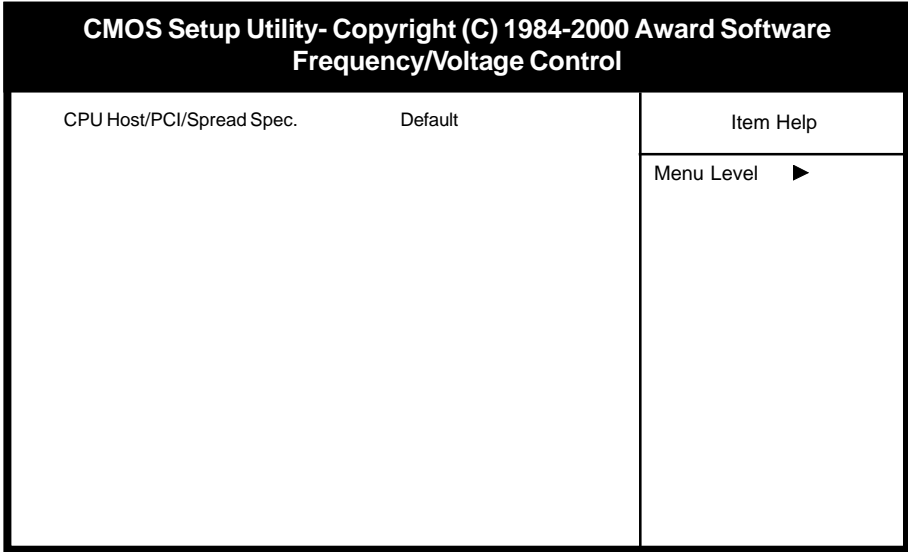 CMOS Setup Utility- Copyright (C) 1984-2000 Award Software
Frequency/Voltage Control
CPU Host/PCI/Spread Spec. Default
Item Help
Menu Level ▶